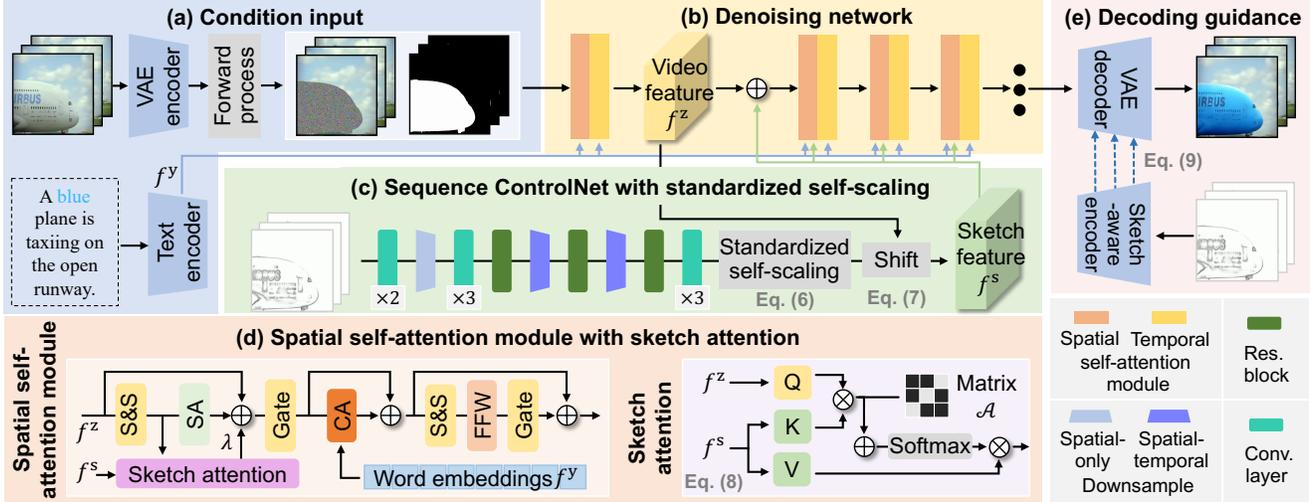 (a) Condition input
VAE
encoder
Forward
process
f^y
A blue
plane is
taxiing on
the open
runway.
Text
encoder
(b) Denoising network
Video
feature
f^z
(c) Sequence ControlNet with standardized self-scaling
×2
×3
×3
Standardized
self-scaling
Eq. (6)
Shift
Eq. (7)
Sketch
feature
f^s
(e) Decoding guidance
VAE
decoder
Eq. (9)
Sketch
-aware
encoder
(d) Spatial self-attention module with sketch attention
Spatial self-
attention module
f^z
S&S
SA
λ
Gate
CA
S&S
FFW
Gate
f^s
Sketch attention
Word embeddings f^y
Sketch
attention
f^z
Q
f^s
K
V
Eq. (8)
Matrix
𝒜
Softmax
Spatial Temporal
self-attention
module
Res.
block
Spatial-
only
Spatial-
temporal
Downsample
Conv.
layer